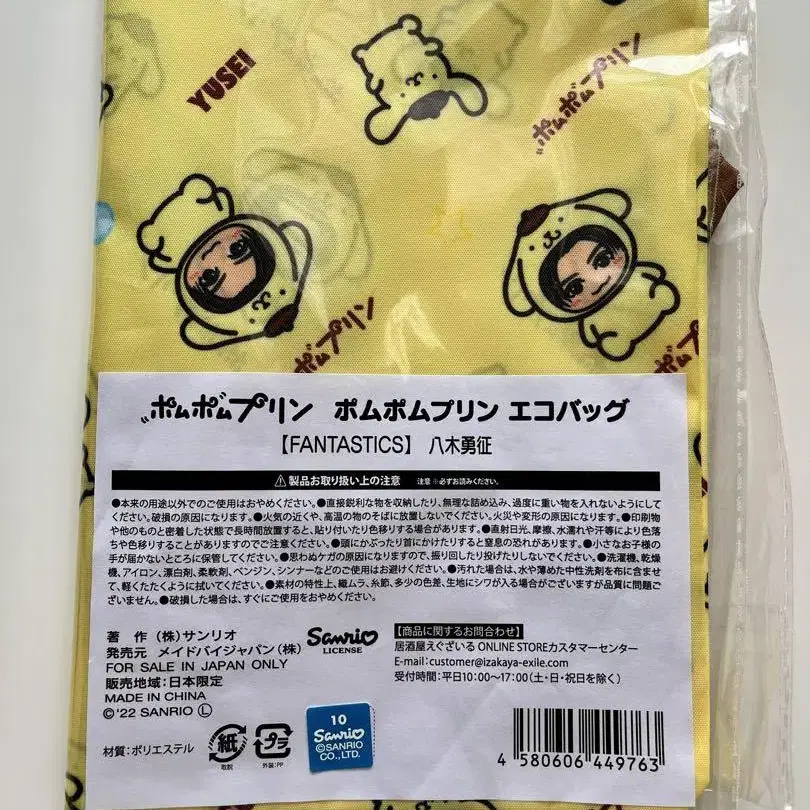 YUSEI
ポムポムプリン
ポムプリン
ポムポムプリン ポムポムプリン エコバッグ
【FANTASTICS】 八木勇征
製品お取り扱い上の注意 注意 ※必ずお読みください。
●本来の用途以外でのご使用はおやめください。●直接鋭利な物を収納したり、無理な詰め込み、過度に重い物を入れないようにして
ください。破損の原因になります。●火気の近くや、高温の物のそばに放置しないでください。火災や変形の原因になります。●印刷物
や他のものと密着した状態で長時間放置すると、貼り付いたり色移りする場合があります。●直射日光、摩擦、水濡れや汗等により色落
ちや色移りすることがありますのでご注意ください。●頭にかぶったり首にかけたりすると窒息の恐れがあります。●小さなお子様の
手が届かないところに保管してください。●思わぬケガの原因になりますので、振り回したり投げたりしないでください。●洗濯機、乾燥
機、アイロン、漂白剤、柔軟剤、ベンジン、シンナーなどのご使用はお避けください。●汚れた場合は、水や薄めた中性洗剤を布に含ませ
て、軽くたたくように拭いてください。●素材の特性上、織ムラ、糸節、多少の色差、生地にシワが入る場合がございますが品質に問題ご
ざいません。●破損した場合は、すぐにご使用をおやめください。
著 作 (株)サンリオ
発売元 メイドバイジャパン(株)
FOR SALE IN JAPAN ONLY
販売地域:日本限定
MADE IN CHINA
©'22 SANRIO Ⓛ
Sanrio
LICENSE
【商品に関するお問合わせ】
居酒屋えぐざいる ONLINE STOREカスタマーセンター
E-mail:customer@izakaya-exile.com
受付時間:平日10:00〜17:00(土・日・祝日を除く)
材質:ポリエステル
紙
取説
プラ
外装:PP
10
Sanrio
©SANRIO
CO.,LTD.
4 580606 449763